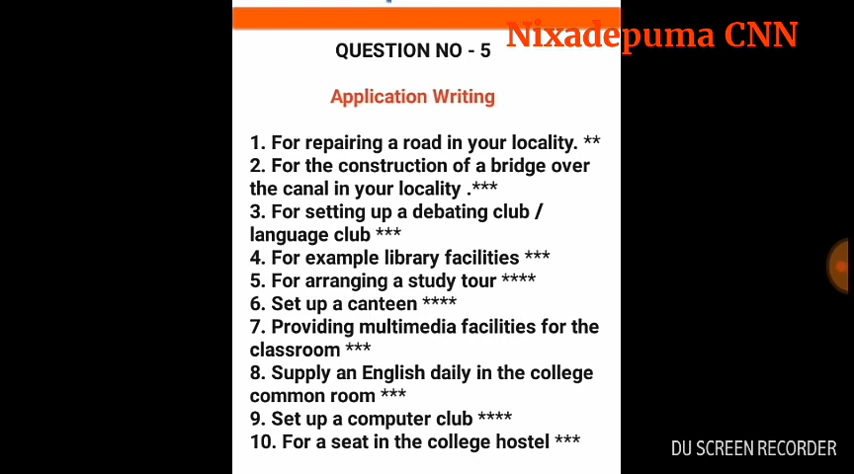 Nixadepuma CNN
QUESTION NO - 5
Application Writing
1. For repairing a road in your locality. **
2. For the construction of a bridge over
the canal in your locality .***
3. For setting up a debating club /
language club ***
4. For example library facilities ***
5. For arranging a study tour ****
6. Set up a canteen ****
7. Providing multimedia facilities for the
classroom ***
8. Supply an English daily in the college
common room ***
9. Set up a computer club ****
10. For a seat in the college hostel ***
DU SCREEN RECORDER